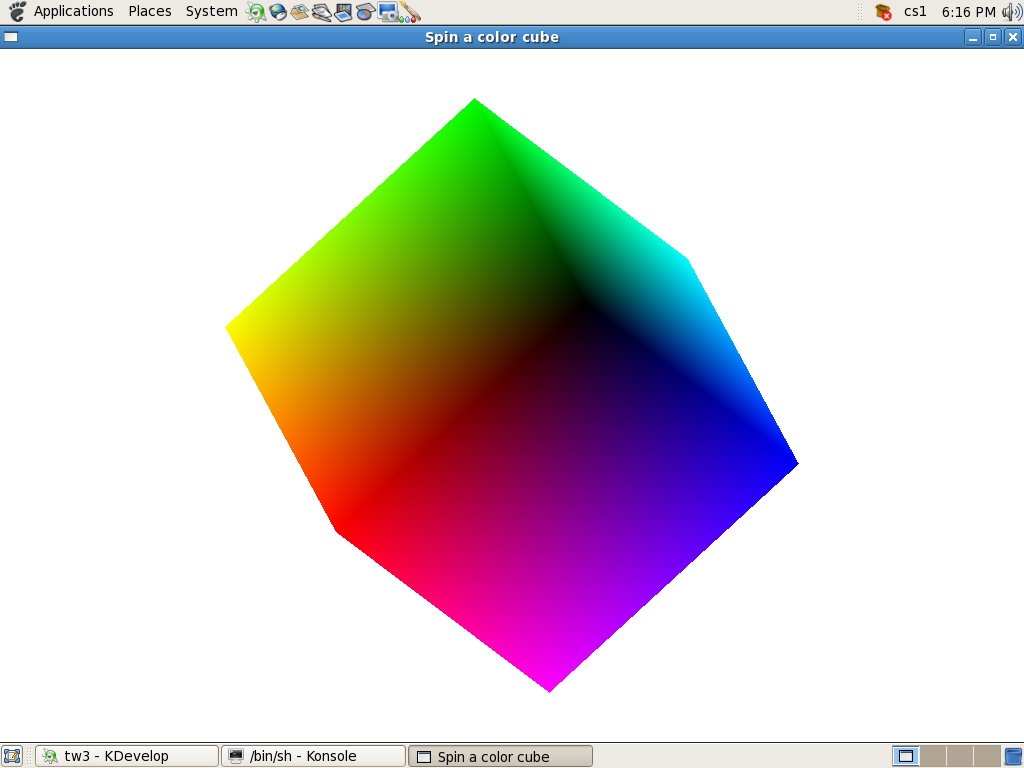 Applications Places System cs1 6:16 PM
Spin a color cube
tw3 - KDevelop /bin/sh - Konsole Spin a color cube